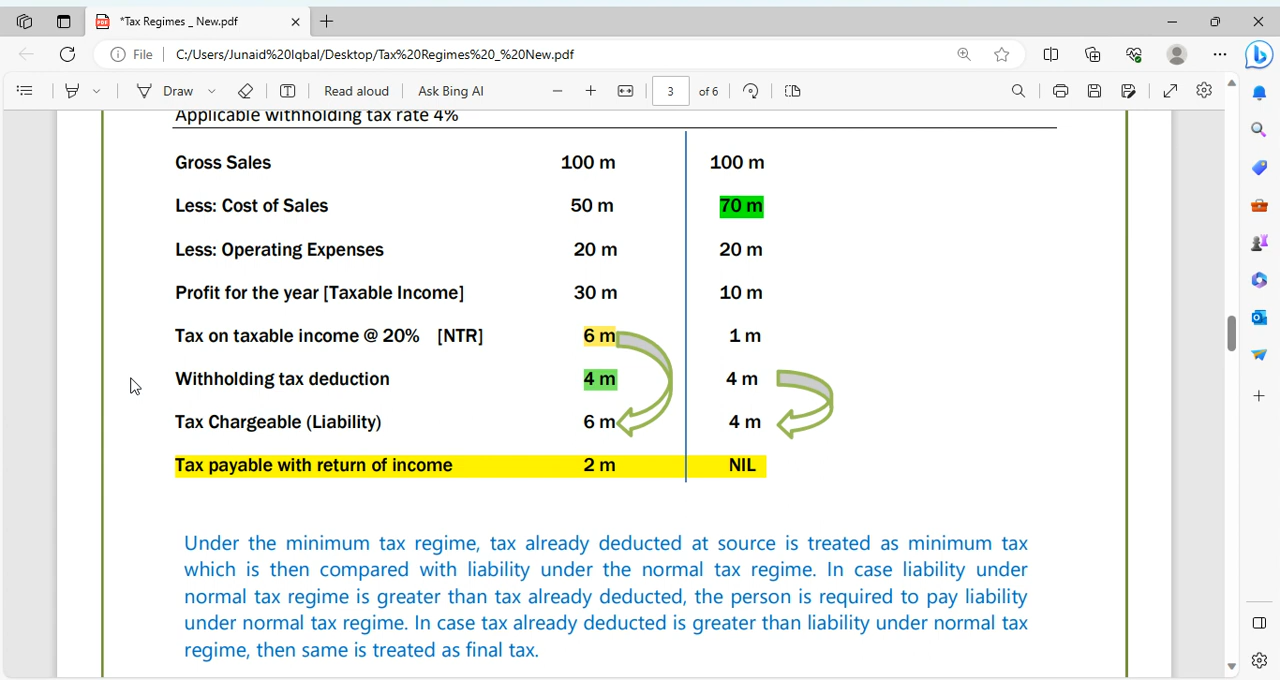 *Tax Regimes _ New.pdf
File C:/Users/Junaid%20Iqbal/Desktop/Tax%20Regimes%20_%20New.pdf
Draw Read aloud Ask Bing AI 3 of 6
Applicable withholding tax rate 4%
Gross Sales 100 m 100 m
Less: Cost of Sales 50 m 70 m
Less: Operating Expenses 20 m 20 m
Profit for the year [Taxable Income] 30 m 10 m
Tax on taxable income @ 20% [NTR] 6 m 1 m
Withholding tax deduction 4 m 4 m
Tax Chargeable (Liability) 6 m 4 m
Tax payable with return of income 2 m NIL
Under the minimum tax regime, tax already deducted at source is treated as minimum tax
which is then compared with liability under the normal tax regime. In case liability under
normal tax regime is greater than tax already deducted, the person is required to pay liability
under normal tax regime. In case tax already deducted is greater than liability under normal tax
regime, then same is treated as final tax.